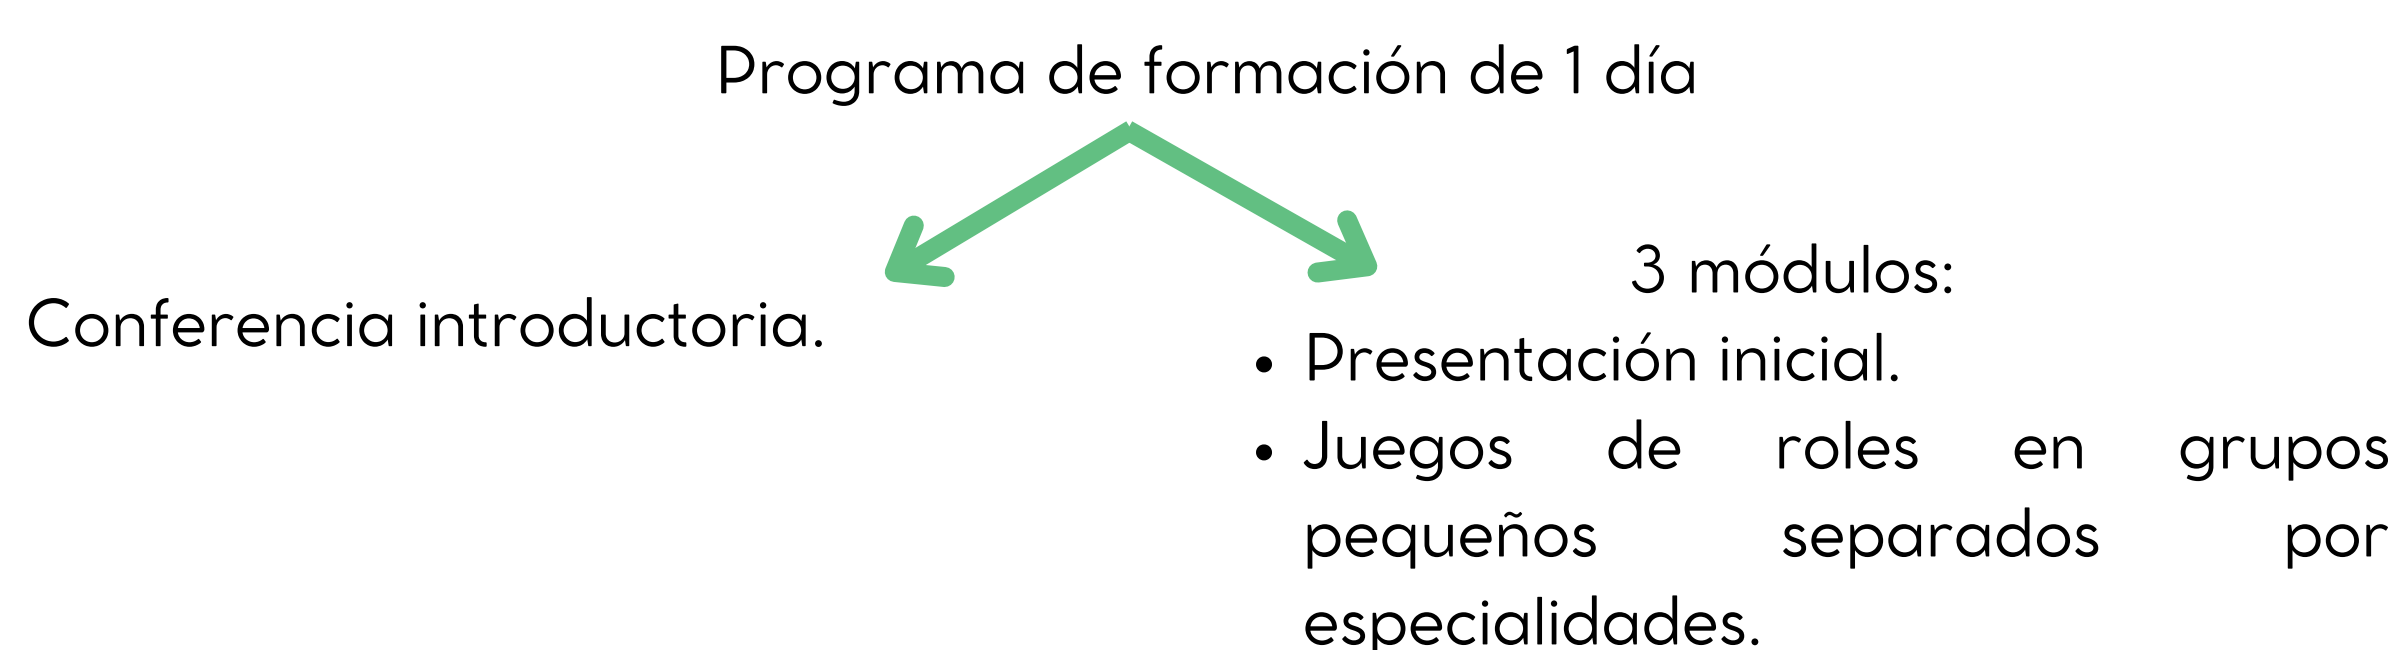 Programa de formación de 1 día
Conferencia introductoria.
3 módulos:
• Presentación inicial.
• Juegos de roles en grupos
pequeños separados por
especialidades.